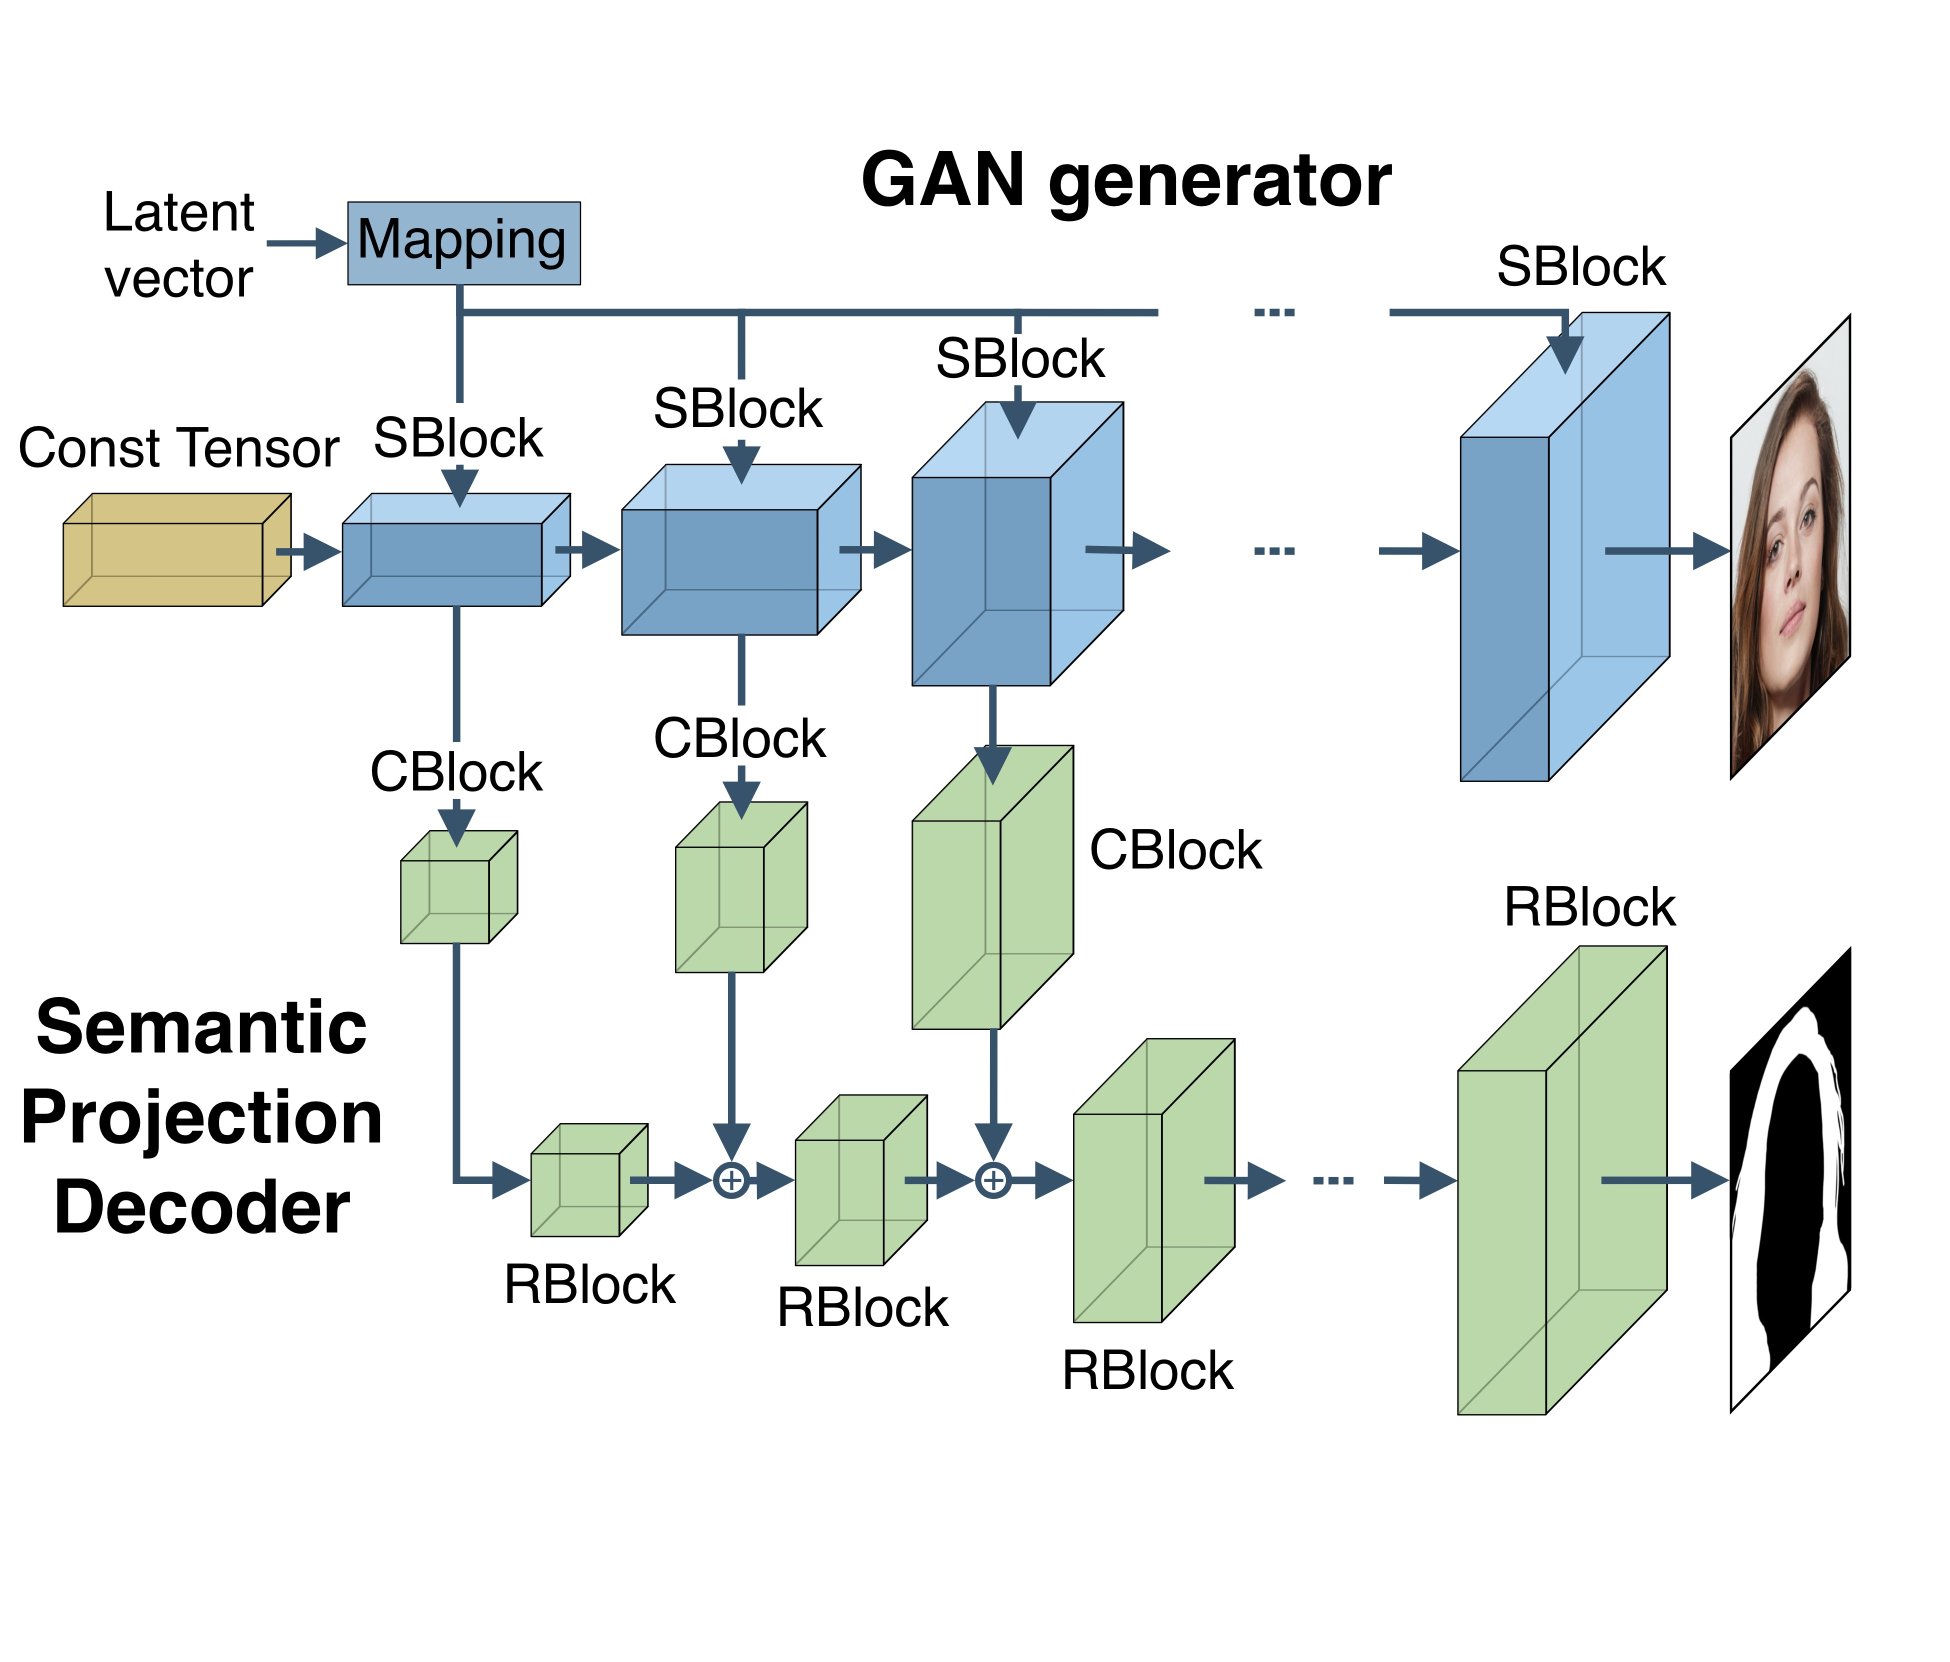 GAN generator
Latent
vector
Mapping
SBlock
SBlock
SBlock
SBlock
Const Tensor
CBlock
CBlock
CBlock
RBlock
Semantic
Projection
Decoder
RBlock
RBlock
RBlock